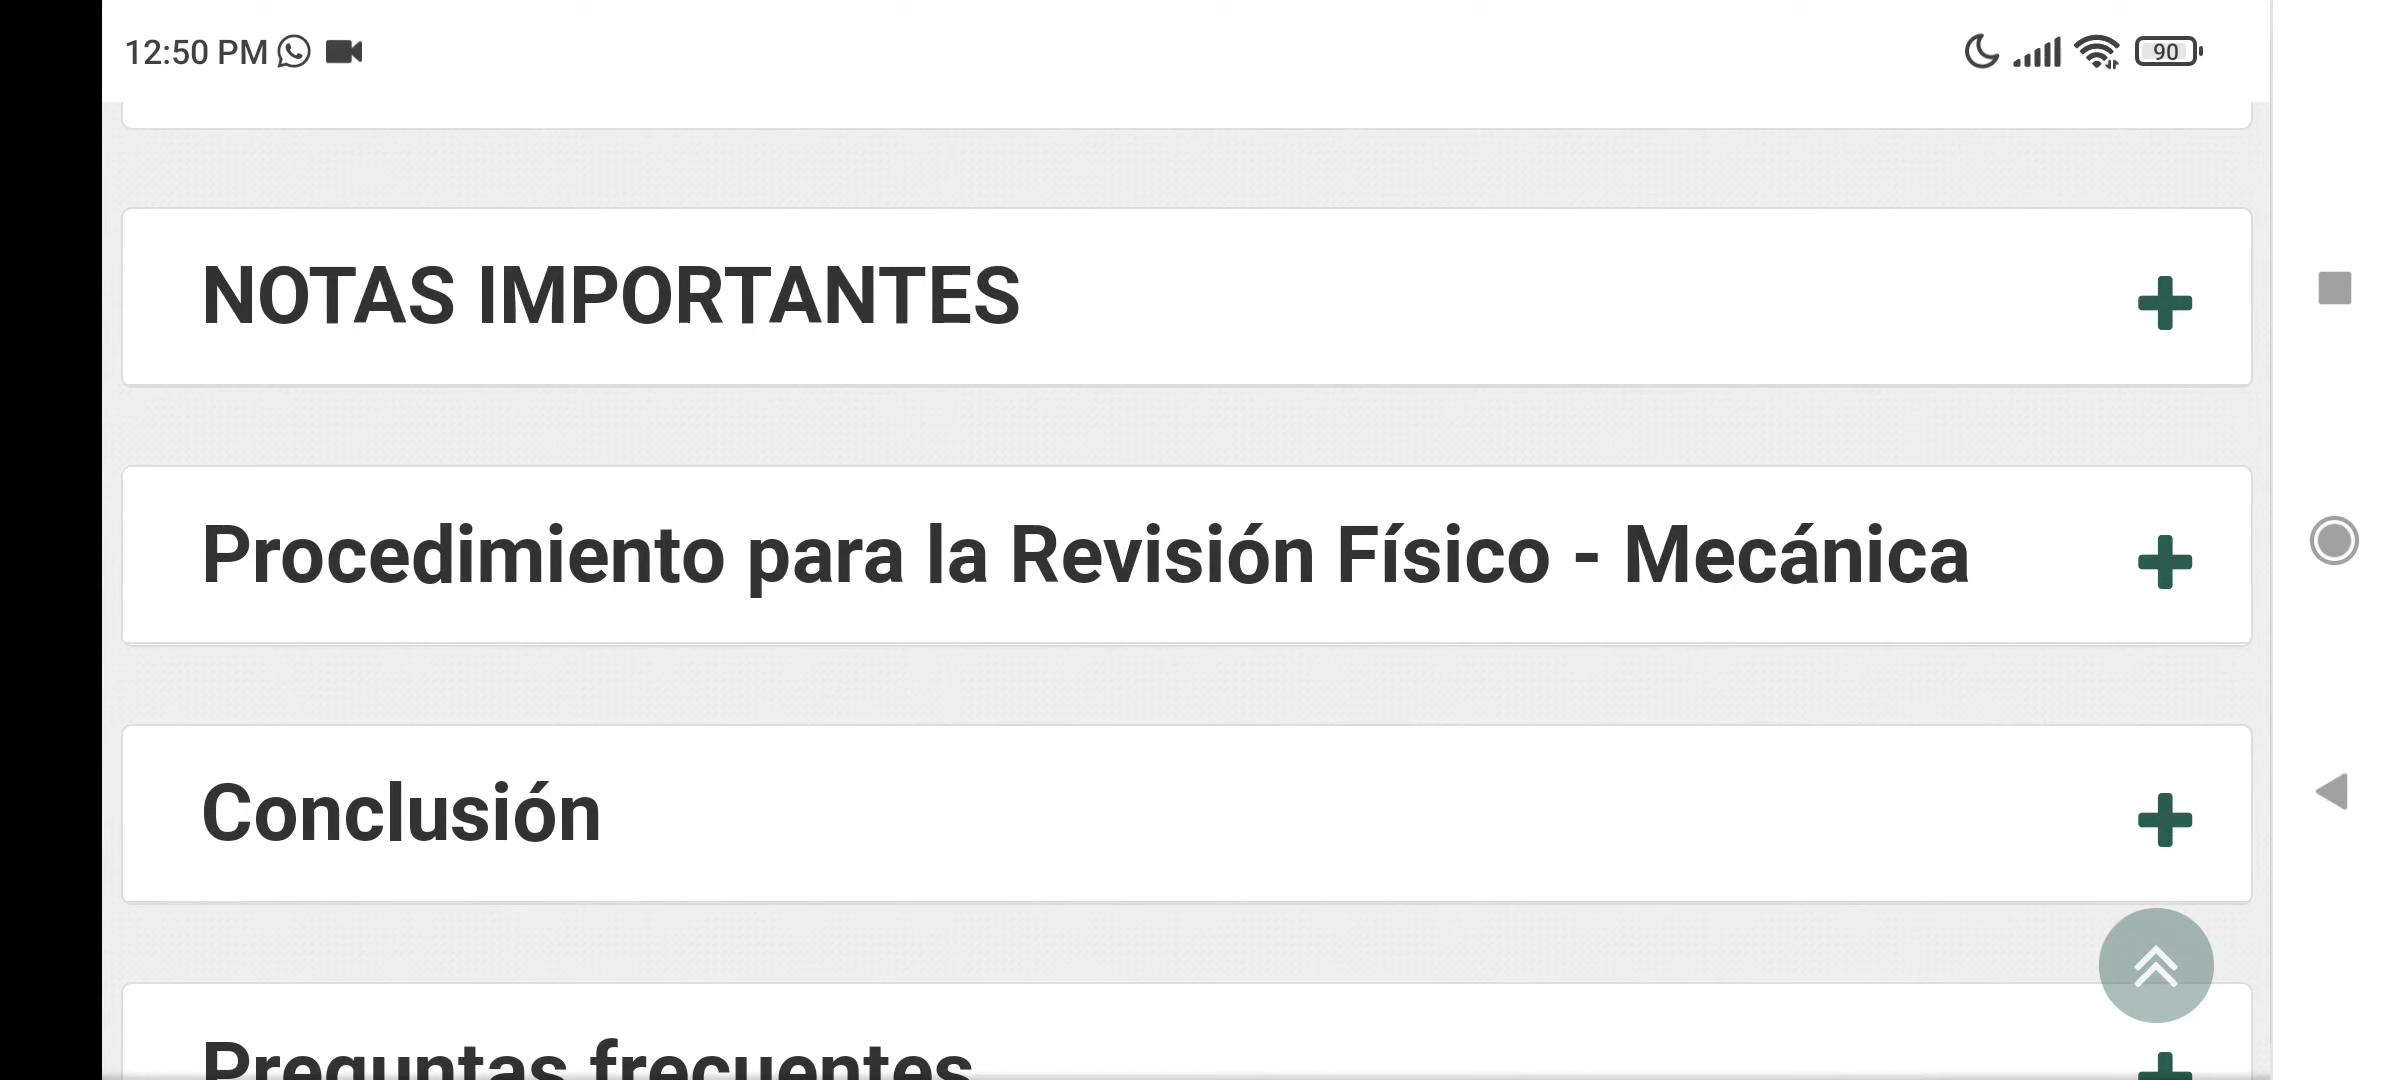 12:50 PM
90
NOTAS IMPORTANTES
Procedimiento para la Revisión Físico - Mecánica
Conclusión
Preguntas frecuentes